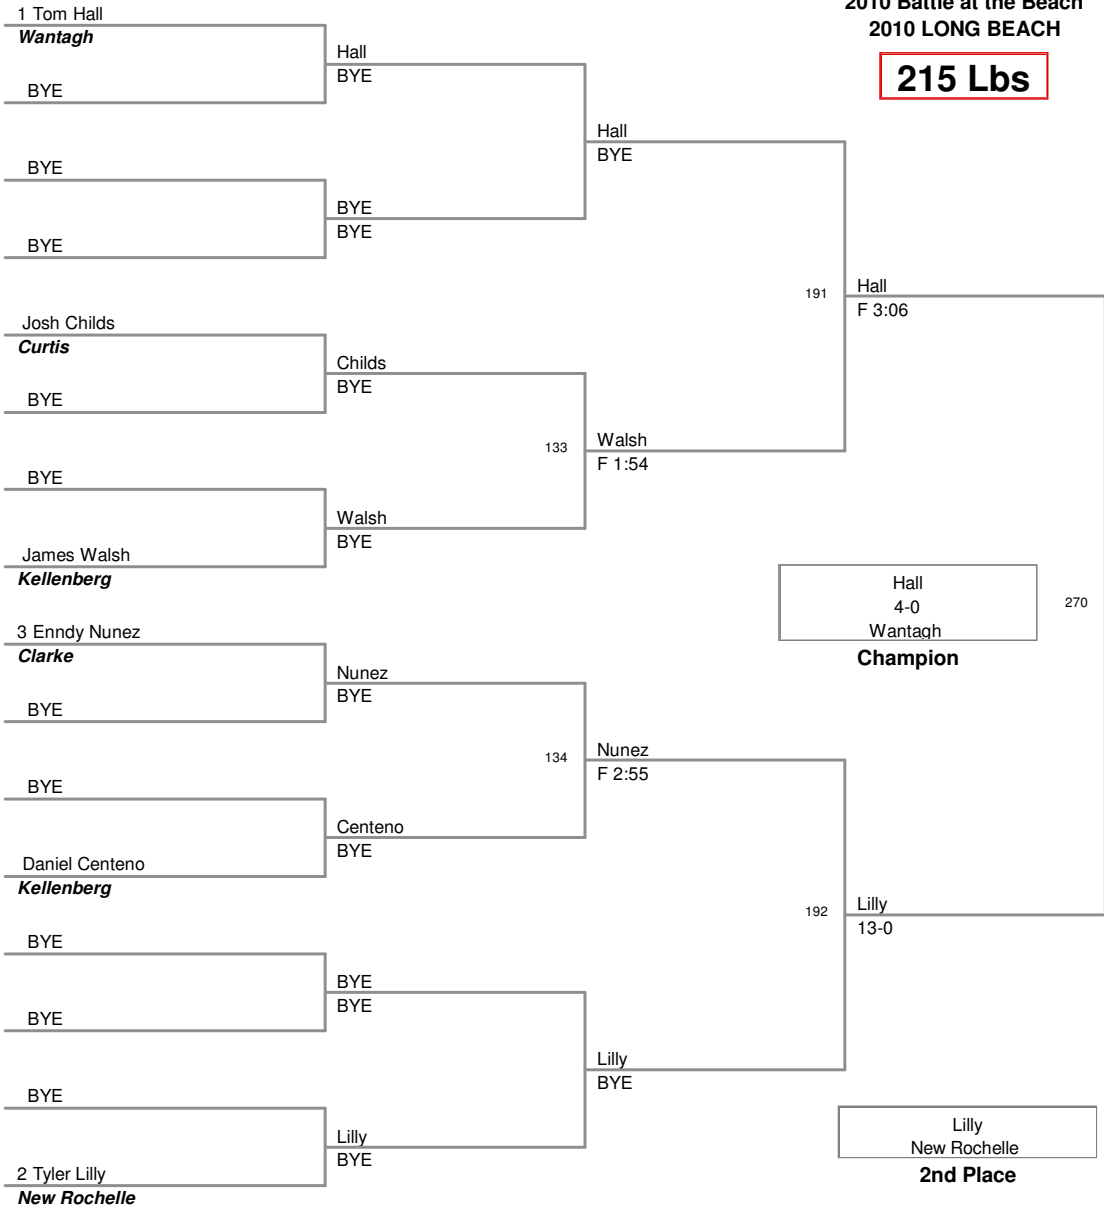 2010 Battle at the Beach
2010 LONG BEACH
215 Lbs
1 Tom Hall
Wantagh
BYE
BYE
BYE
Josh Childs
Curtis
BYE
BYE
James Walsh
Kellenberg
3 Enndy Nunez
Clarke
BYE
BYE
Daniel Centeno
Kellenberg
BYE
BYE
BYE
2 Tyler Lilly
New Rochelle
Hall
BYE
BYE
BYE
Childs
BYE
Walsh
BYE
Nunez
BYE
Centeno
BYE
BYE
BYE
Lilly
BYE
Hall
BYE
133
Walsh
F 1:54
134
Nunez
F 2:55
Lilly
BYE
191
Hall
F 3:06
192
Lilly
13-0
Hall
4-0
Wantagh
Champion
270
Lilly
New Rochelle
2nd Place